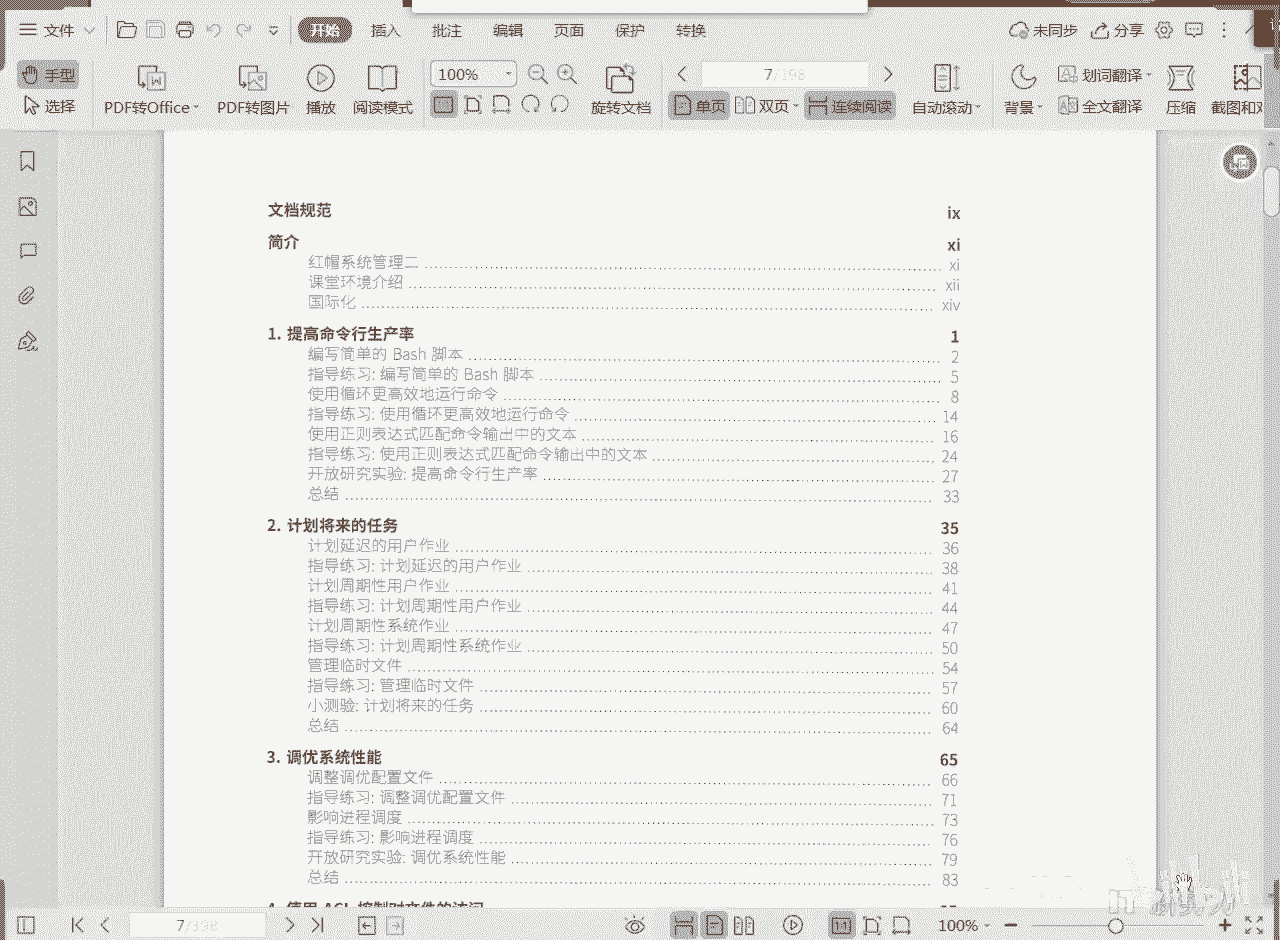 文件 开始 插入 批注 编辑 页面 保护 转换 未同步 分享
手型 100% 7/398 划词翻译
选择 PDF转Office PDF转图片 播放 阅读模式 旋转文档 单页 双页 连续阅读 自动滚动 背景 全文翻译 压缩 截图和对
文档规范 ix
简介 xi
红帽系统管理二 xi
课堂环境介绍 xii
国际化 xiv
1. 提高命令行生产率 1
编写简单的 Bash 脚本 2
指导练习: 编写简单的 Bash 脚本 5
使用循环更高效地运行命令 8
指导练习: 使用循环更高效地运行命令 14
使用正则表达式匹配命令输出中的文本 16
指导练习: 使用正则表达式匹配命令输出中的文本 24
开放研究实验: 提高命令行生产率 27
总结 33
2. 计划将来的任务 35
计划延迟的用户作业 36
指导练习: 计划延迟的用户作业 38
计划周期性用户作业 41
指导练习: 计划周期性用户作业 44
计划周期性系统作业 47
指导练习: 计划周期性系统作业 50
管理临时文件 54
指导练习: 管理临时文件 57
小测验: 计划将来的任务 60
总结 64
3. 调优系统性能 65
调整调优配置文件 66
指导练习: 调整调优配置文件 71
影响进程调度 73
指导练习: 影响进程调度 76
开放研究实验: 调优系统性能 79
总结 83
4. 使用 ACL 控制对文件的访问
7/398 100%